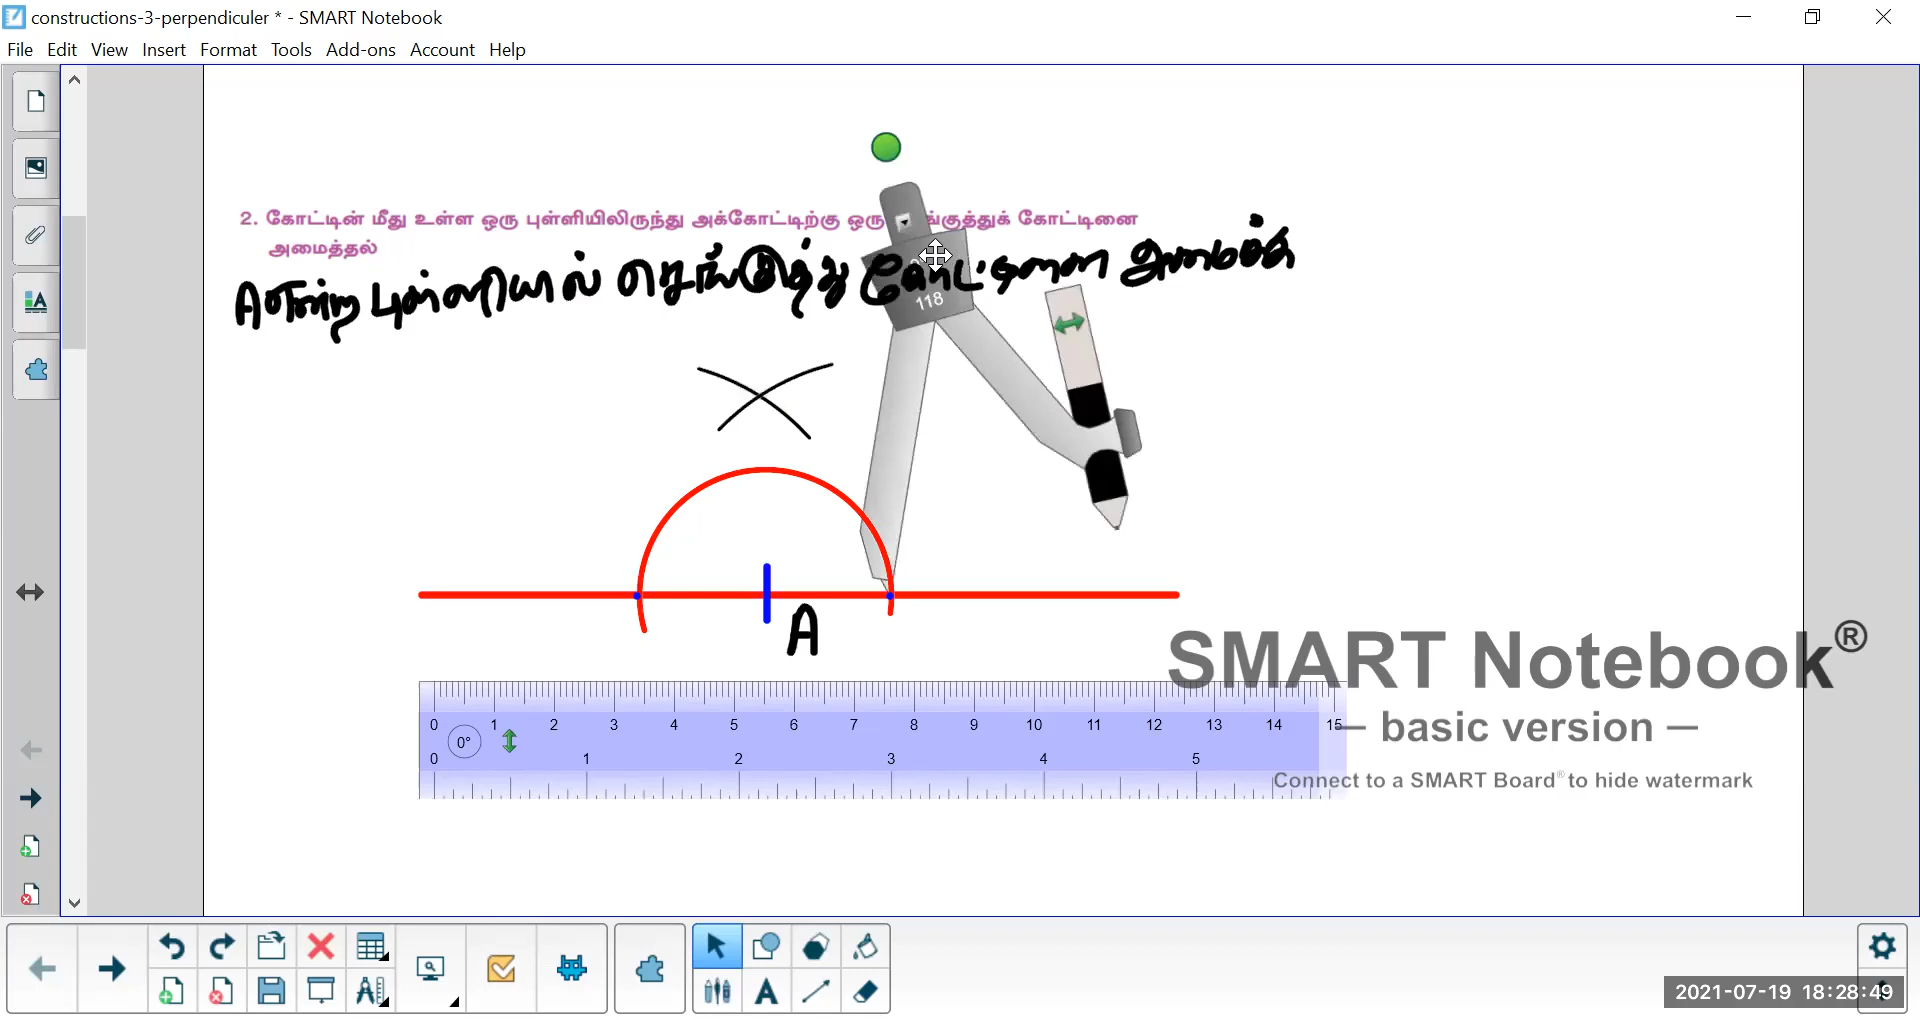 constructions-3-perpendiculer * - SMART Notebook
File Edit View Insert Format Tools Add-ons Account Help
2. கோட்டின் மீது உள்ள ஒரு புள்ளியிலிருந்து அக்கோட்டிற்கு ஒரு ங்குத்துக் கோட்டினை
அமைத்தல்
A என்ற புள்ளியில் செங்குத்து கோட்டினை அமைக்க
118
A
0 1 2 3 4 5 6 7 8 9 10 11 12 13 14 15
0°
0 1 2 3 4 5
SMART Notebook®
— basic version —
Connect to a SMART Board® to hide watermark
A
2021-07-19 18:28:49